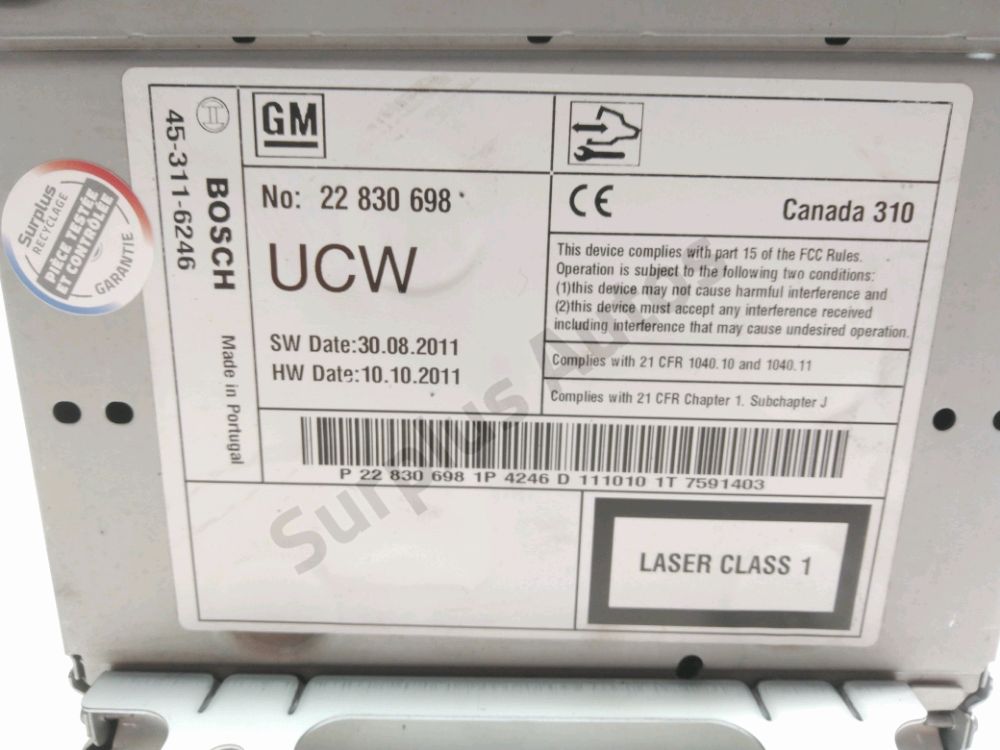 Surplus
RECYCLAGE
PIÈCE TESTÉE
ET CONTRÔLÉE
GARANTIE
45-311-6246
BOSCH
Made in Portugal
GM
No: 22 830 698
UCW
SW Date:30.08.2011
HW Date:10.10.2011
CE
Canada 310
This device complies with part 15 of the FCC Rules.
Operation is subject to the following two conditions:
(1)this device may not cause harmful interference and
(2)this device must accept any interference received
including interference that may cause undesired operation.
Complies with 21 CFR 1040.10 and 1040.11
Complies with 21 CFR Chapter 1. Subchapter J
P 22 830 698 1P 4246 D 111010 1T 7591403
LASER CLASS 1
Surplus Autos